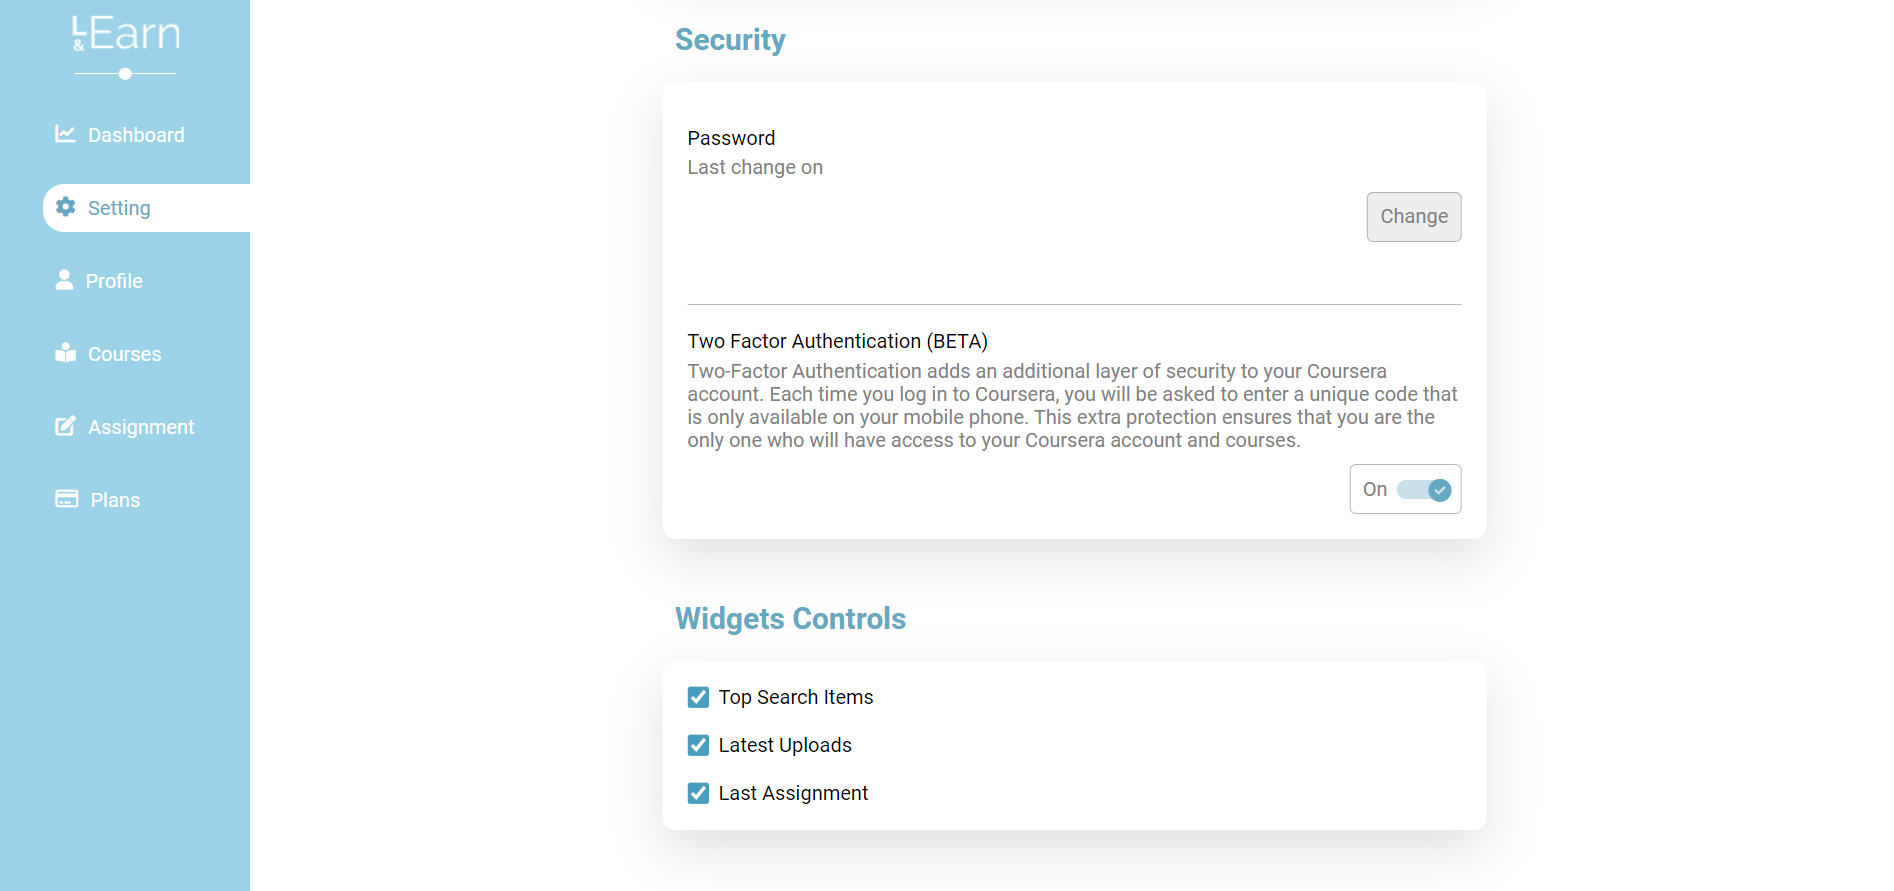 L&Earn
Dashboard
Setting
Profile
Courses
Assignment
Plans
Security
Password
Last change on
Change
Two Factor Authentication (BETA)
Two-Factor Authentication adds an additional layer of security to your Coursera
account. Each time you log in to Coursera, you will be asked to enter a unique code that
is only available on your mobile phone. This extra protection ensures that you are the
only one who will have access to your Coursera account and courses.
On
Widgets Controls
Top Search Items
Latest Uploads
Last Assignment